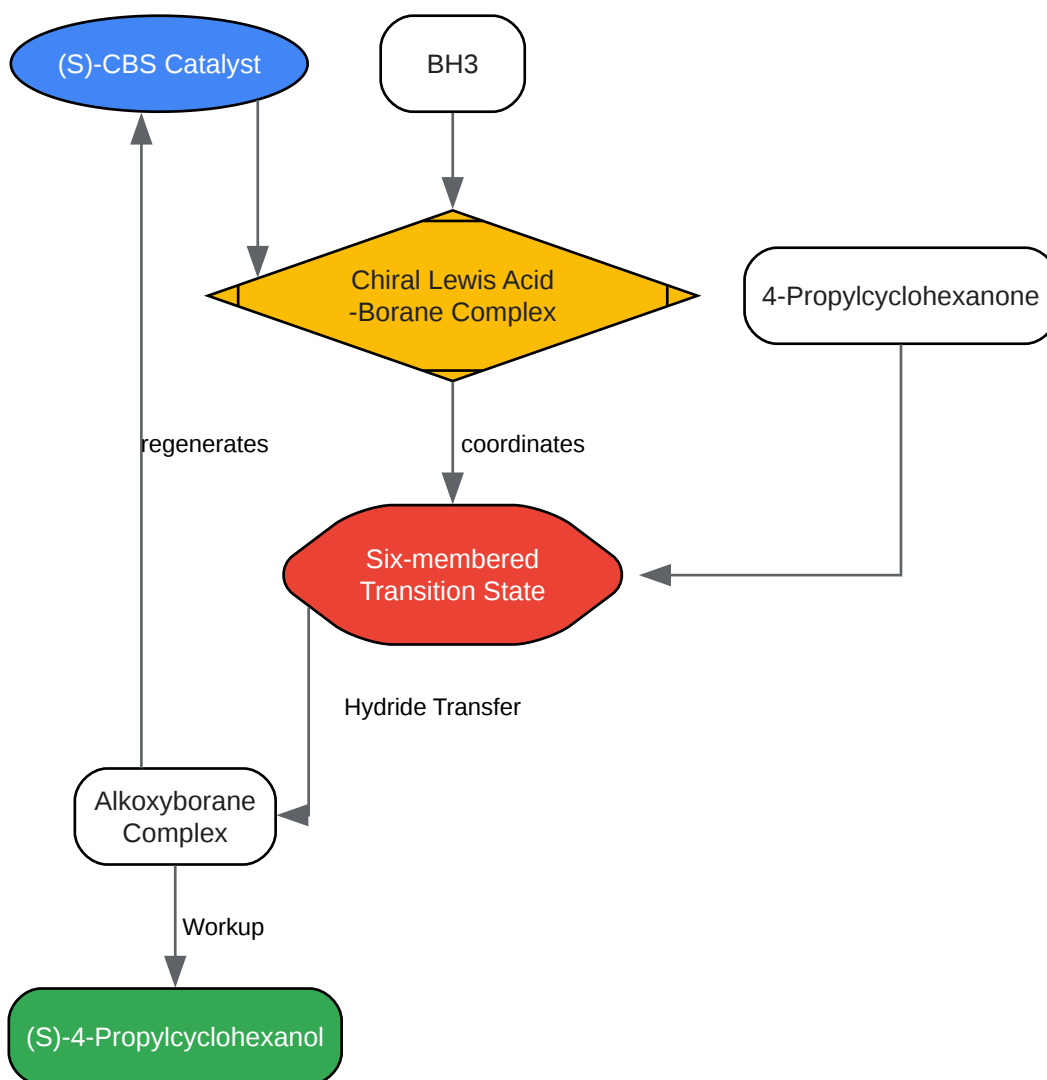 (S)-CBS Catalyst
BH3
Chiral Lewis Acid
-Borane Complex
4-Propylcyclohexanone
regenerates
coordinates
Six-membered
Transition State
Hydride Transfer
Alkoxyborane
Complex
Workup
(S)-4-Propylcyclohexanol